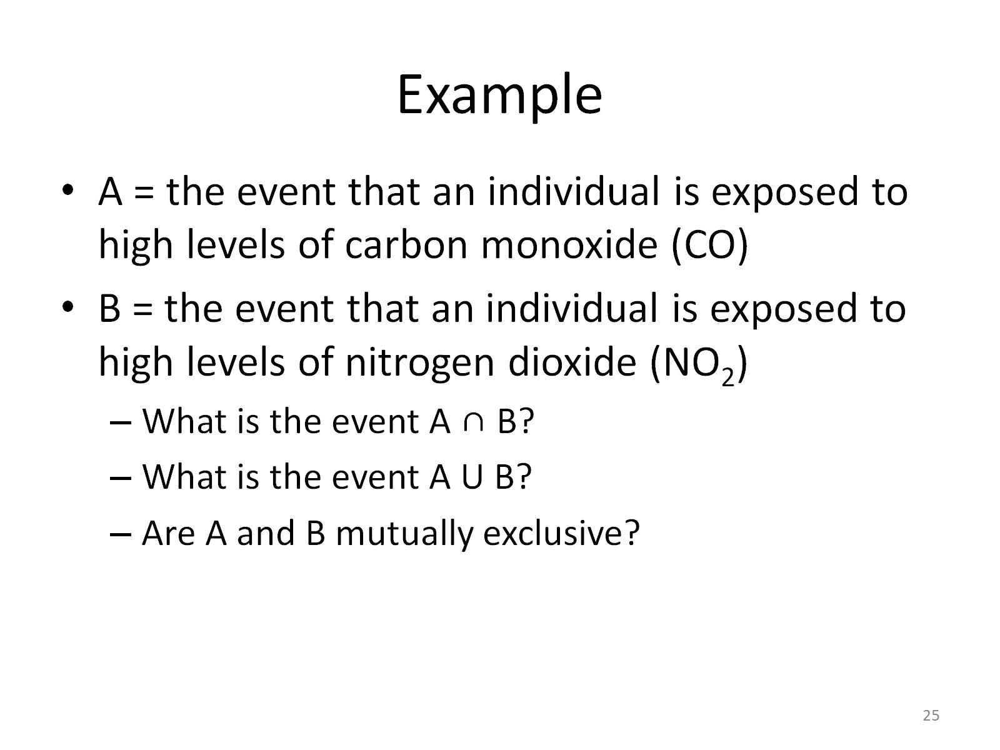 Example
• A = the event that an individual is exposed to
high levels of carbon monoxide (CO)
• B = the event that an individual is exposed to
high levels of nitrogen dioxide (NO₂)
– What is the event A ∩ B?
– What is the event A U B?
– Are A and B mutually exclusive?
25